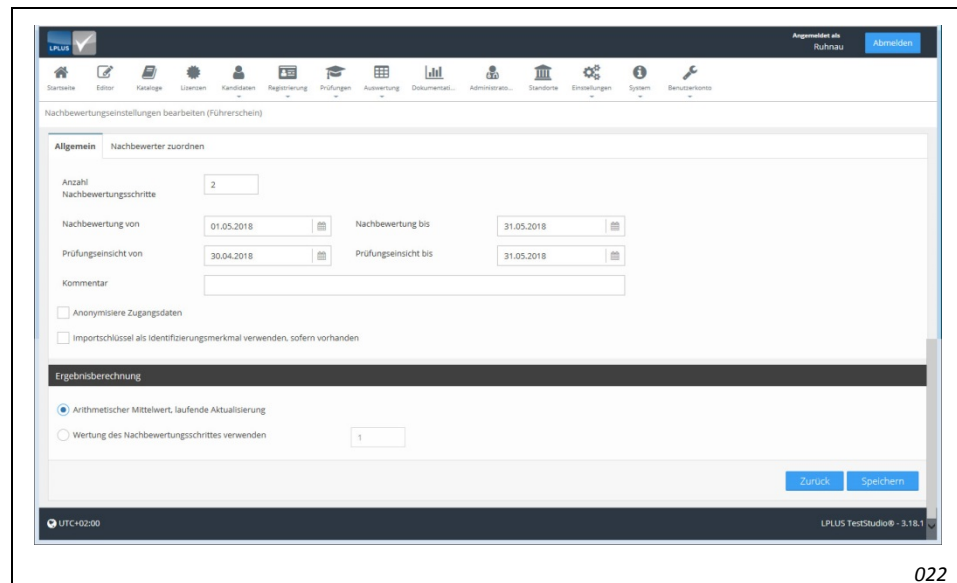 LPLUS
Angemeldet als
Ruhnau
Abmelden
Startseite Editor Kataloge Lizenzen Kandidaten Registrierung Prüfungen Auswertung Dokumentati... Administrato... Standorte Einstellungen System Benutzerkonto
Nachbewertungseinstellungen bearbeiten (Führerschein)
Allgemein Nachbewerter zuordnen
Anzahl
Nachbewertungsschritte 2
Nachbewertung von 01.05.2018 Nachbewertung bis 31.05.2018
Prüfungseinsicht von 30.04.2018 Prüfungseinsicht bis 31.05.2018
Kommentar
Anonymisiere Zugangsdaten
Importschlüssel als Identifizierungsmerkmal verwenden, sofern vorhanden
Ergebnisberechnung
Arithmetischer Mittelwert, laufende Aktualisierung
Wertung des Nachbewertungsschrittes verwenden 1
Zurück Speichern
UTC+02:00 LPLUS TestStudio® - 3.18.1
022